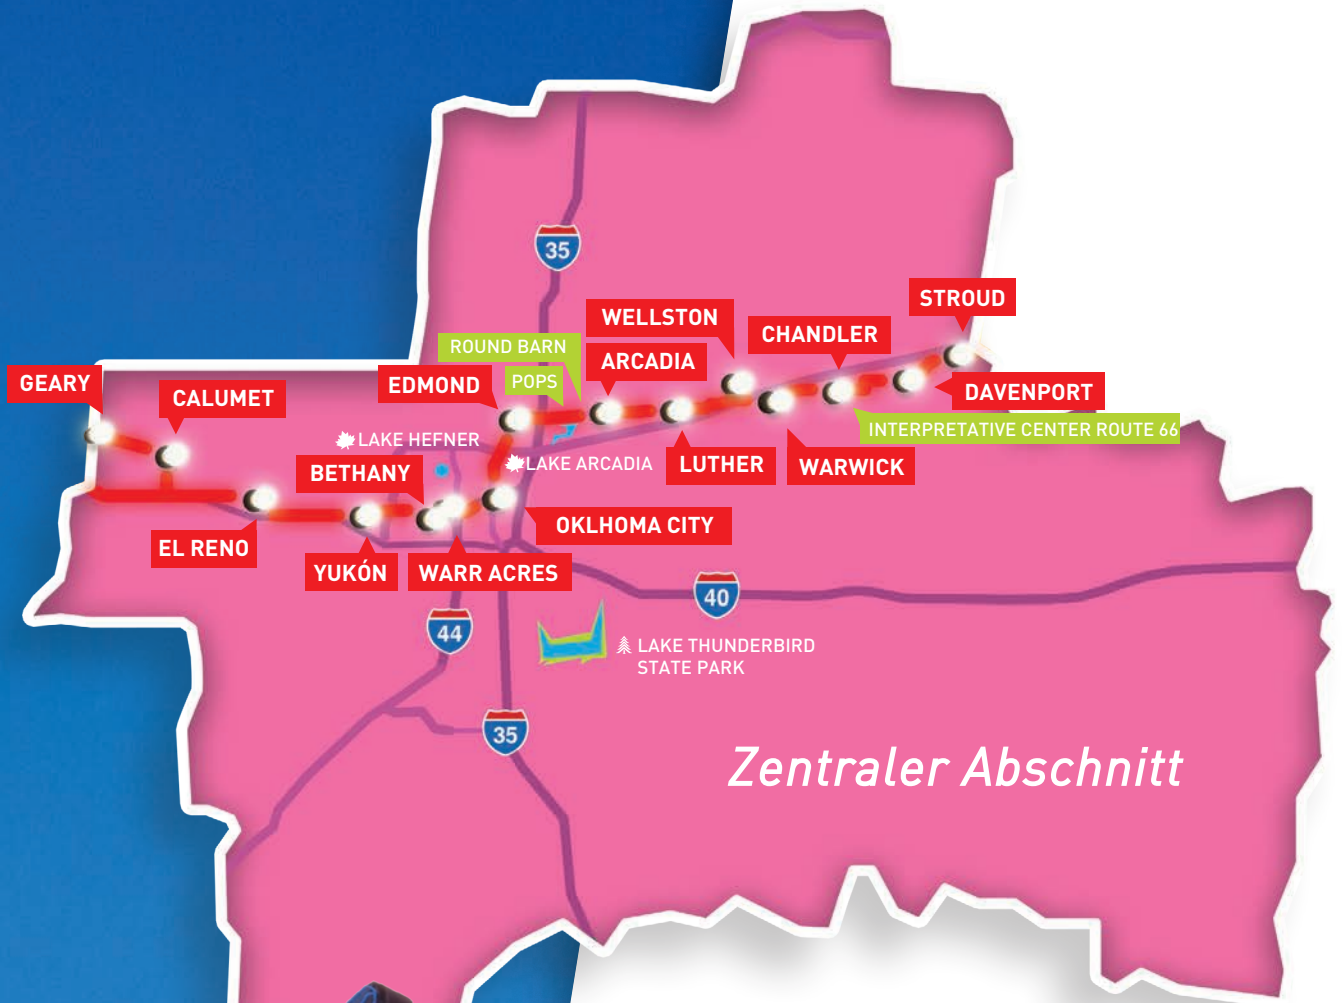 35
STROUD
WELLSTON
CHANDLER
ROUND BARN
ARCADIA
GEARY
EDMOND
POPS
DAVENPORT
CALUMET
INTERPRETATIVE CENTER ROUTE 66
LAKE HEFNER
BETHANY
LAKE ARCADIA
LUTHER
WARWICK
OKLHOMA CITY
EL RENO
YUKÓN
WARR ACRES
40
44
LAKE THUNDERBIRD
STATE PARK
35
Zentraler Abschnitt